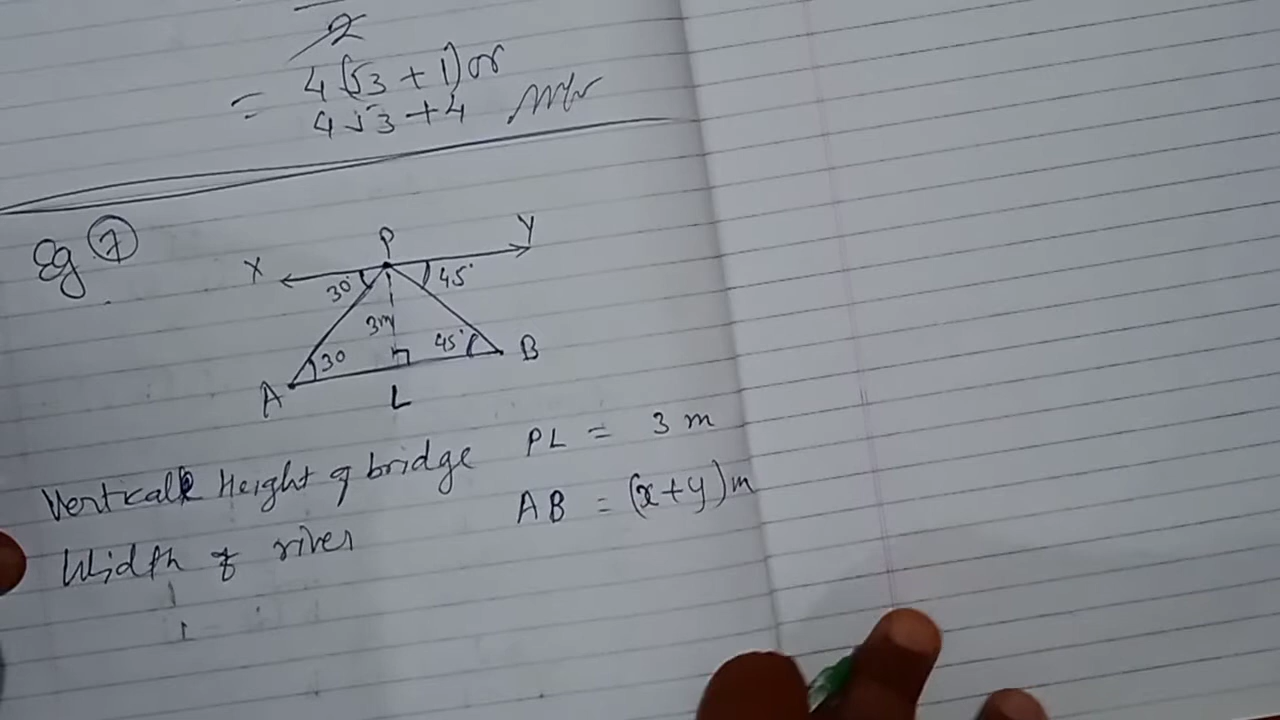 2
4(√3 + 1) or
=
4√3 + 4
Eg 7
P
X
Y
30°
45°
3m
30
45°
A
L
B
Vertical Height of bridge PL = 3 m
Width of river AB = (x+y)m